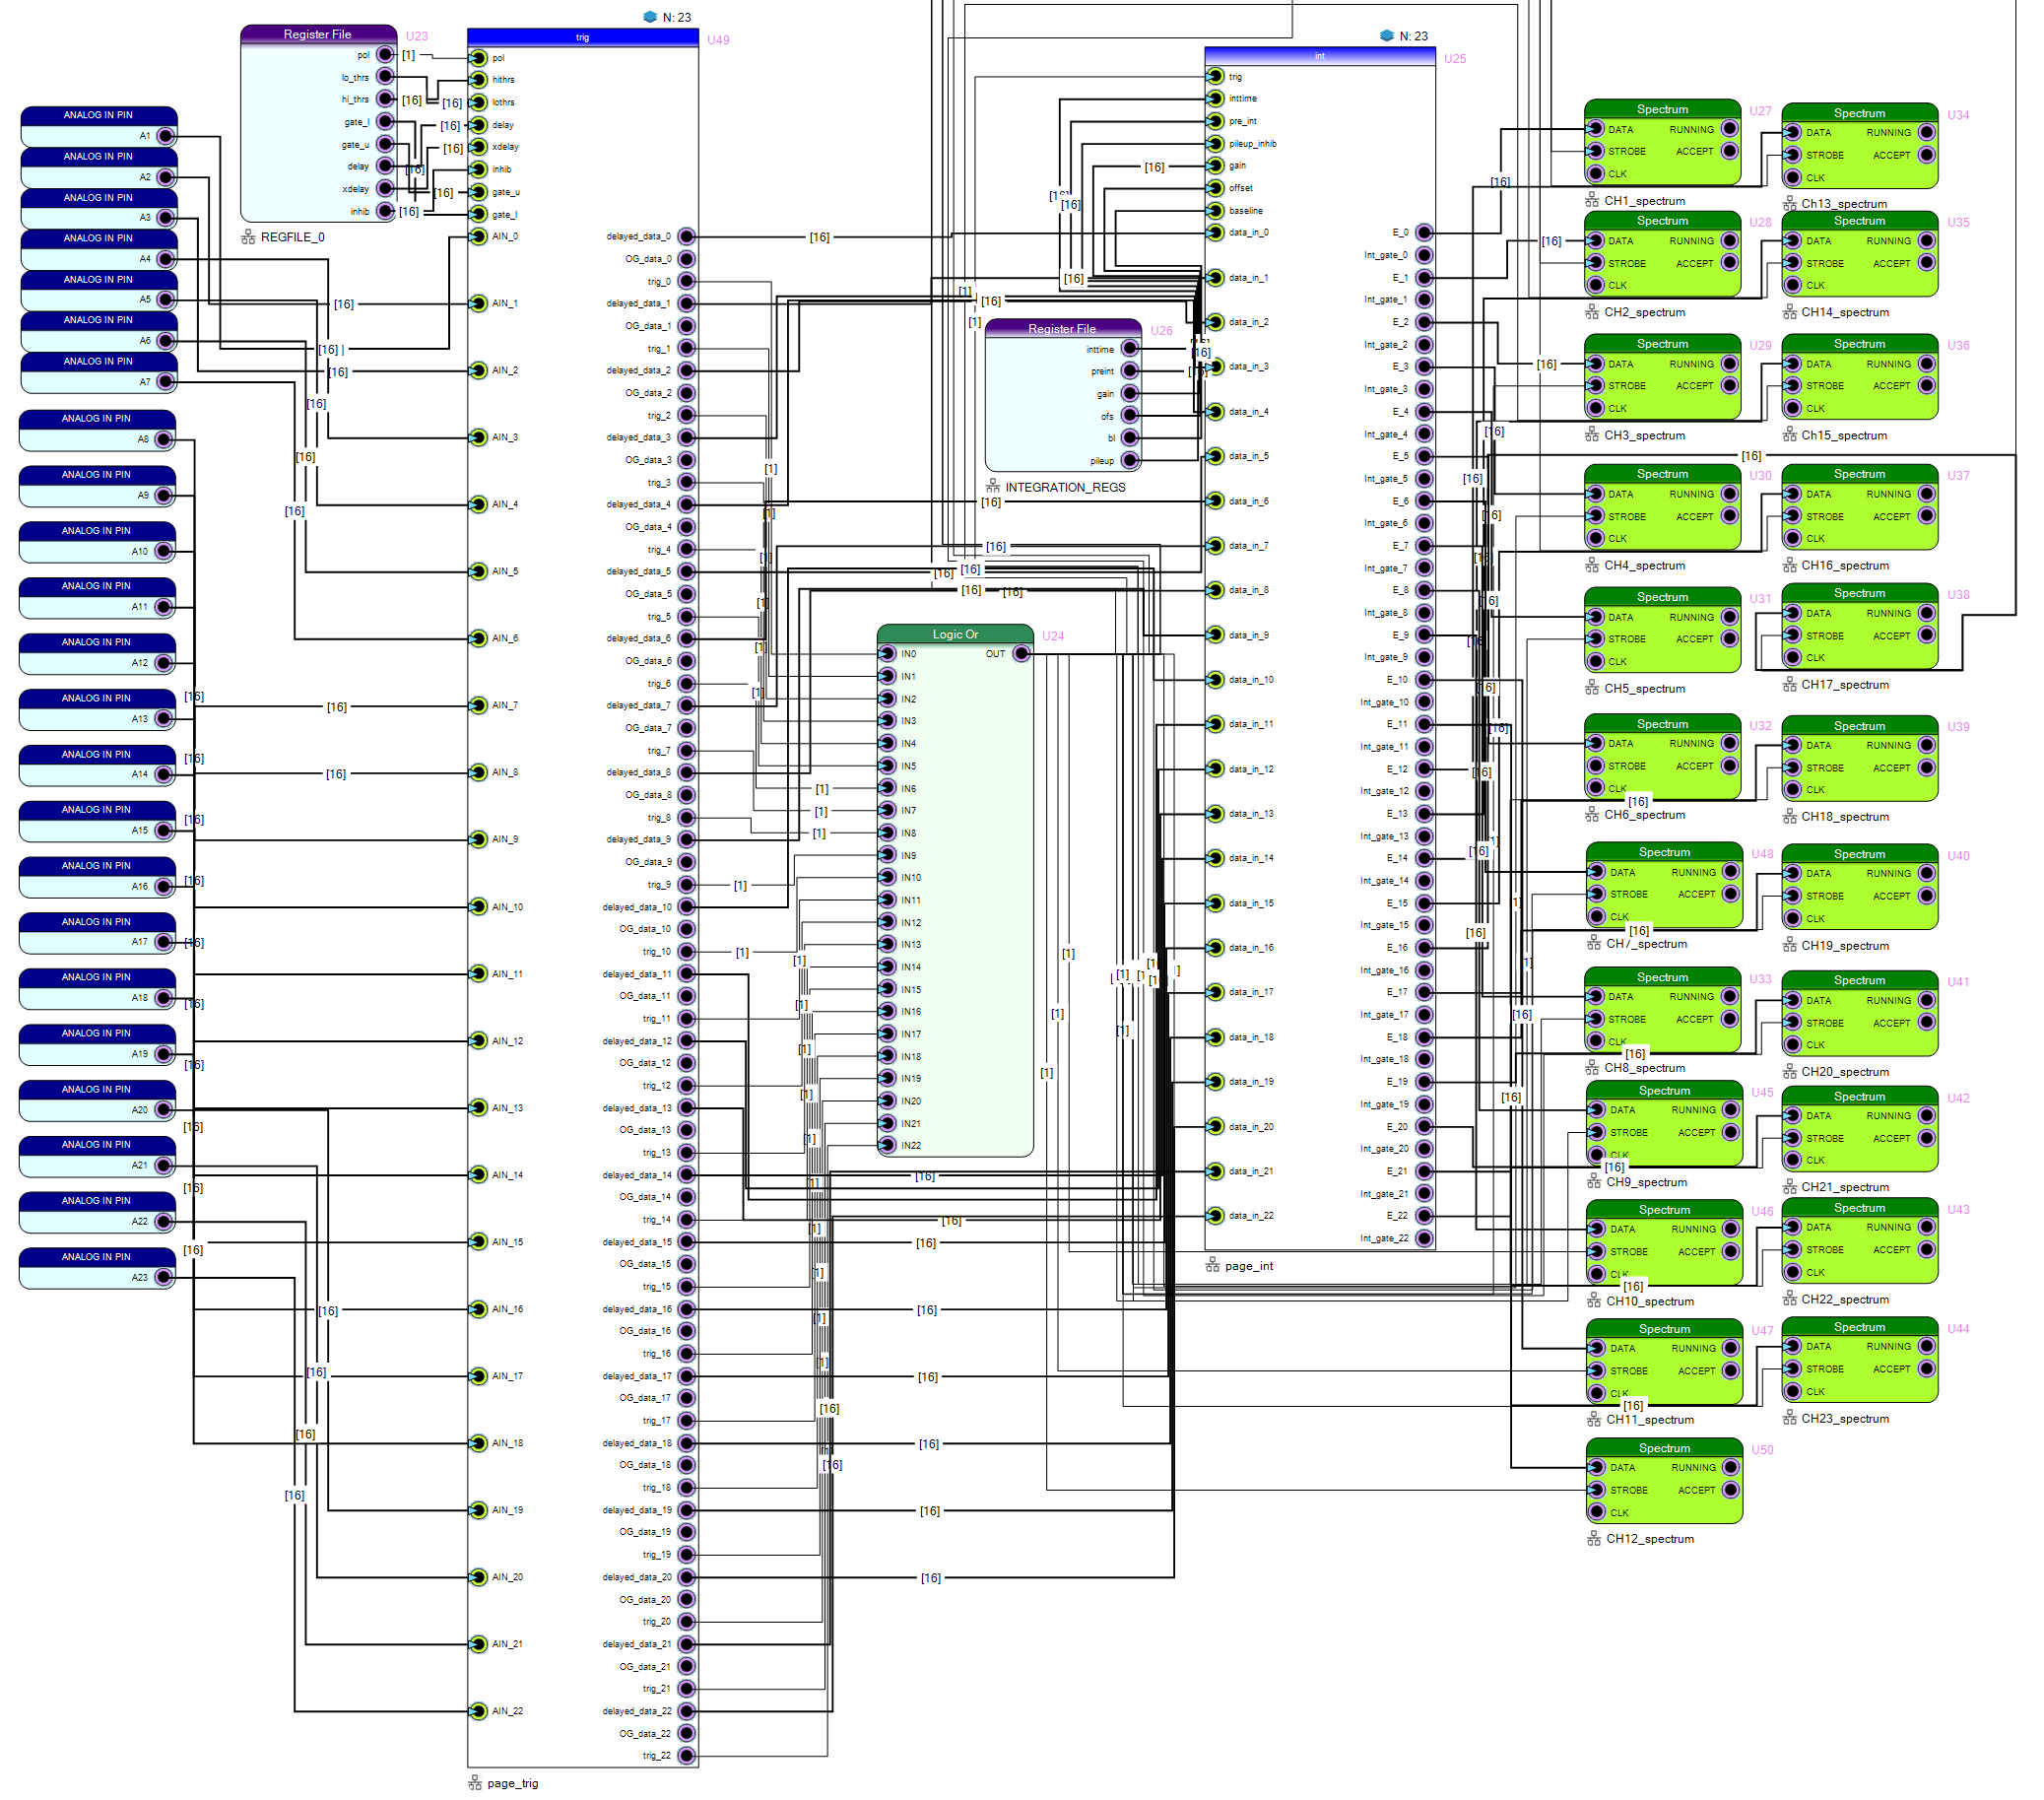 Register File
U23
pol
lo_thrs
hi_thrs
gate_l
gate_u
delay
xdelay
inhib
REGFILE_0
[1]
[16]
[16]
[16]
[16]
[16]
[16]
[16]
ANALOG IN PIN
A1
ANALOG IN PIN
A2
ANALOG IN PIN
A3
ANALOG IN PIN
A4
ANALOG IN PIN
A5
ANALOG IN PIN
A6
ANALOG IN PIN
A7
ANALOG IN PIN
A8
ANALOG IN PIN
A9
ANALOG IN PIN
A10
ANALOG IN PIN
A11
ANALOG IN PIN
A12
ANALOG IN PIN
A13
ANALOG IN PIN
A14
ANALOG IN PIN
A15
ANALOG IN PIN
A16
ANALOG IN PIN
A17
ANALOG IN PIN
A18
ANALOG IN PIN
A19
ANALOG IN PIN
A20
ANALOG IN PIN
A21
ANALOG IN PIN
A22
ANALOG IN PIN
A23
N: 23
trig
U49
pol
hithrs
lothrs
delay
xdelay
inhib
gate_u
gate_l
AIN_0
AIN_1
AIN_2
AIN_3
AIN_4
AIN_5
AIN_6
AIN_7
AIN_8
AIN_9
AIN_10
AIN_11
AIN_12
AIN_13
AIN_14
AIN_15
AIN_16
AIN_17
AIN_18
AIN_19
AIN_20
AIN_21
AIN_22
delayed_data_0
OG_data_0
trig_0
delayed_data_1
OG_data_1
trig_1
delayed_data_2
OG_data_2
trig_2
delayed_data_3
OG_data_3
trig_3
delayed_data_4
OG_data_4
trig_4
delayed_data_5
OG_data_5
trig_5
delayed_data_6
OG_data_6
trig_6
delayed_data_7
OG_data_7
trig_7
delayed_data_8
OG_data_8
trig_8
delayed_data_9
OG_data_9
trig_9
delayed_data_10
OG_data_10
trig_10
delayed_data_11
OG_data_11
trig_11
delayed_data_12
OG_data_12
trig_12
delayed_data_13
OG_data_13
trig_13
delayed_data_14
OG_data_14
trig_14
delayed_data_15
OG_data_15
trig_15
delayed_data_16
OG_data_16
trig_16
delayed_data_17
OG_data_17
trig_17
delayed_data_18
OG_data_18
trig_18
delayed_data_19
OG_data_19
trig_19
delayed_data_20
OG_data_20
trig_20
delayed_data_21
OG_data_21
trig_21
delayed_data_22
OG_data_22
trig_22
page_trig
Logic Or
U24
OUT
IN0
IN1
IN2
IN3
IN4
IN5
IN6
IN7
IN8
IN9
IN10
IN11
IN12
IN13
IN14
IN15
IN16
IN17
IN18
IN19
IN20
IN21
IN22
Register File
U26
inttime
preint
gain
ofs
bl
pileup
INTEGRATION_REGS
N: 23
int
U25
trig
inttime
pre_int
pileup_inhib
gain
offset
baseline
data_in_0
data_in_1
data_in_2
data_in_3
data_in_4
data_in_5
data_in_6
data_in_7
data_in_8
data_in_9
data_in_10
data_in_11
data_in_12
data_in_13
data_in_14
data_in_15
data_in_16
data_in_17
data_in_18
data_in_19
data_in_20
data_in_21
data_in_22
E_0
Int_gate_0
E_1
Int_gate_1
E_2
Int_gate_2
E_3
Int_gate_3
E_4
Int_gate_4
E_5
Int_gate_5
E_6
Int_gate_6
E_7
Int_gate_7
E_8
Int_gate_8
E_9
Int_gate_9
E_10
Int_gate_10
E_11
Int_gate_11
E_12
Int_gate_12
E_13
Int_gate_13
E_14
Int_gate_14
E_15
Int_gate_15
E_16
Int_gate_16
E_17
Int_gate_17
E_18
Int_gate_18
E_19
Int_gate_19
E_20
Int_gate_20
E_21
Int_gate_21
E_22
Int_gate_22
page_int
Spectrum
U27
DATA RUNNING
STROBE ACCEPT
CLK
CH1_spectrum
Spectrum
U28
DATA RUNNING
STROBE ACCEPT
CLK
CH2_spectrum
Spectrum
U29
DATA RUNNING
STROBE ACCEPT
CLK
CH3_spectrum
Spectrum
U30
DATA RUNNING
STROBE ACCEPT
CLK
CH4_spectrum
Spectrum
U31
DATA RUNNING
STROBE ACCEPT
CLK
CH5_spectrum
Spectrum
U32
DATA RUNNING
STROBE ACCEPT
CLK
CH6_spectrum
Spectrum
U48
DATA RUNNING
STROBE ACCEPT
CLK
CH7_spectrum
Spectrum
U33
DATA RUNNING
STROBE ACCEPT
CLK
CH8_spectrum
Spectrum
U45
DATA RUNNING
STROBE ACCEPT
CLK
CH9_spectrum
Spectrum
U46
DATA RUNNING
STROBE ACCEPT
CLK
CH10_spectrum
Spectrum
U47
DATA RUNNING
STROBE ACCEPT
CLK
CH11_spectrum
Spectrum
U50
DATA RUNNING
STROBE ACCEPT
CLK
CH12_spectrum
Spectrum
U34
DATA RUNNING
STROBE ACCEPT
CLK
Ch13_spectrum
Spectrum
U35
DATA RUNNING
STROBE ACCEPT
CLK
CH14_spectrum
Spectrum
U36
DATA RUNNING
STROBE ACCEPT
CLK
Ch15_spectrum
Spectrum
U37
DATA RUNNING
STROBE ACCEPT
CLK
CH16_spectrum
Spectrum
U38
DATA RUNNING
STROBE ACCEPT
CLK
CH17_spectrum
Spectrum
U39
DATA RUNNING
STROBE ACCEPT
CLK
CH18_spectrum
Spectrum
U40
DATA RUNNING
STROBE ACCEPT
CLK
CH19_spectrum
Spectrum
U41
DATA RUNNING
STROBE ACCEPT
CLK
CH20_spectrum
Spectrum
U42
DATA RUNNING
STROBE ACCEPT
CLK
CH21_spectrum
Spectrum
U43
DATA RUNNING
STROBE ACCEPT
CLK
CH22_spectrum
Spectrum
U44
DATA RUNNING
STROBE ACCEPT
CLK
CH23_spectrum